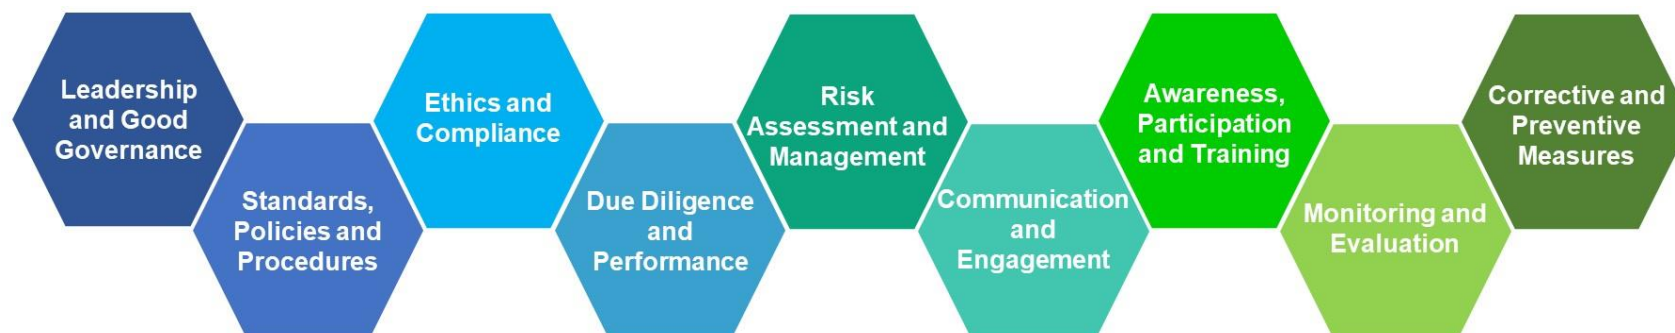 Leadership
and Good
Governance
Standards,
Policies and
Procedures
Ethics and
Compliance
Due Diligence
and
Performance
Risk
Assessment and
Management
Communication
and
Engagement
Awareness,
Participation
and Training
Monitoring and
Evaluation
Corrective and
Preventive
Measures